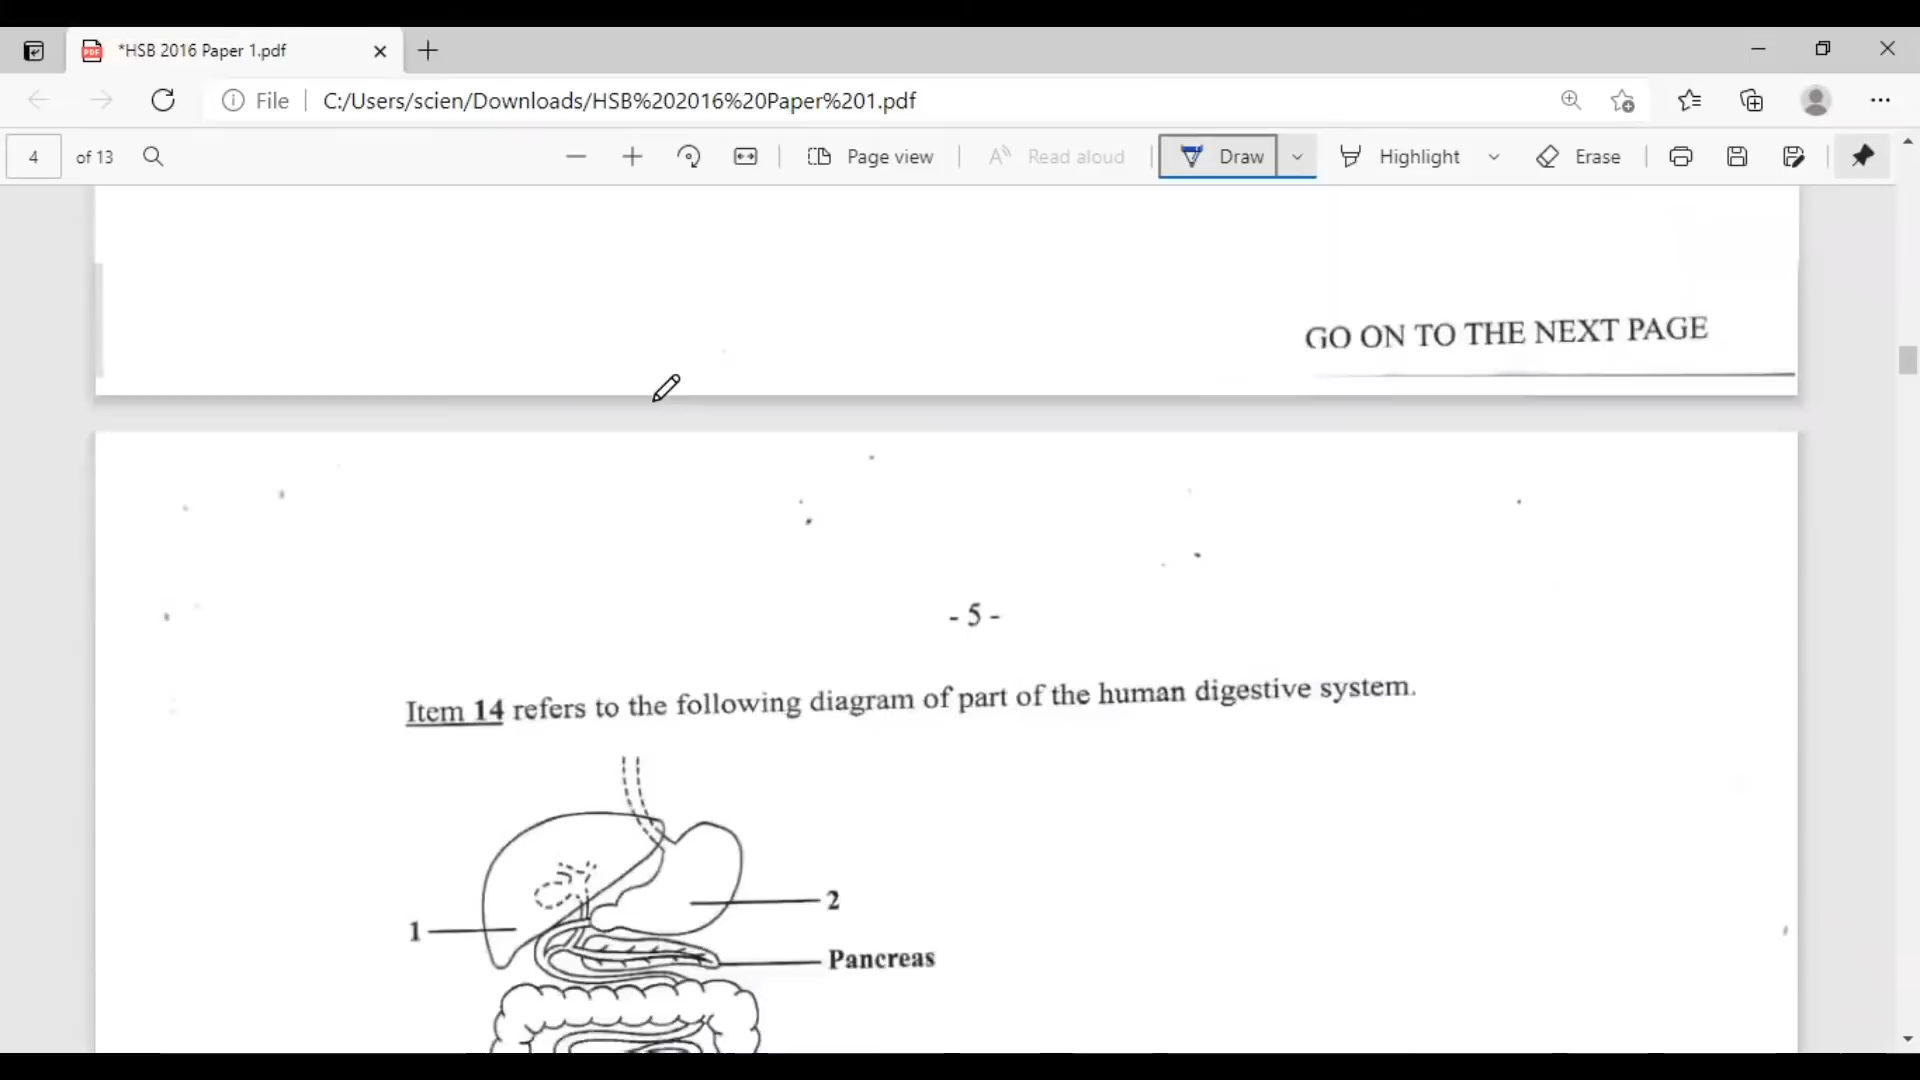 *HSB 2016 Paper 1.pdf
File
C:/Users/scien/Downloads/HSB%202016%20Paper%201.pdf
4 of 13
Page view
Read aloud
Draw
Highlight
Erase
GO ON TO THE NEXT PAGE
- 5 -
Item 14 refers to the following diagram of part of the human digestive system.
2
1
Pancreas